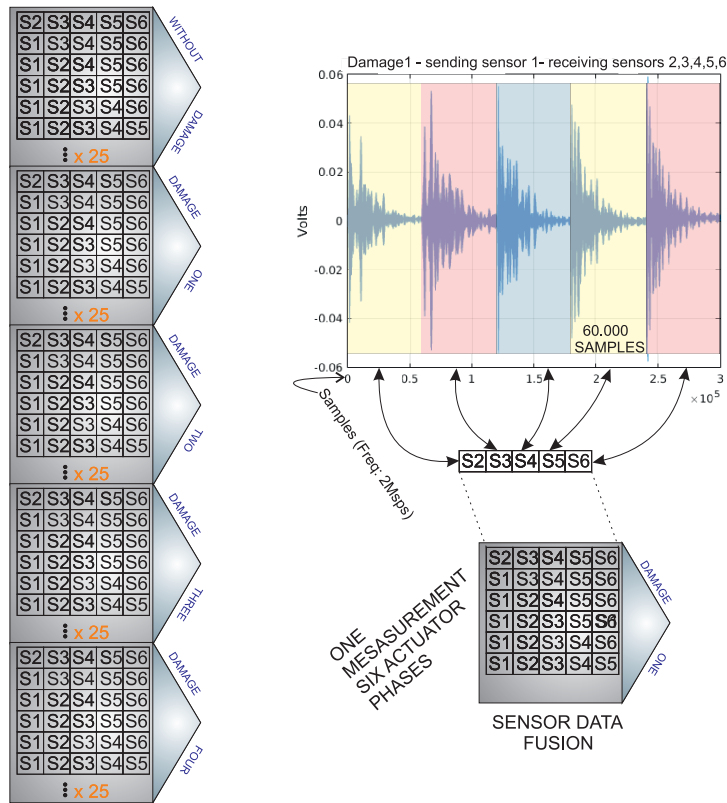 S2 S3 S4 S5 S6
S1 S3 S4 S5 S6
S1 S2 S4 S5 S6
S1 S2 S3 S5 S6
S1 S2 S3 S4 S6
S1 S2 S3 S4 S5
x 25
WITHOUT
DAMAGE
S2 S3 S4 S5 S6
S1 S3 S4 S5 S6
S1 S2 S4 S5 S6
S1 S2 S3 S5 S6
S1 S2 S3 S4 S6
S1 S2 S3 S4 S5
x 25
DAMAGE
ONE
S2 S3 S4 S5 S6
S1 S3 S4 S5 S6
S1 S2 S4 S5 S6
S1 S2 S3 S5 S6
S1 S2 S3 S4 S6
S1 S2 S3 S4 S5
x 25
DAMAGE
TWO
S2 S3 S4 S5 S6
S1 S3 S4 S5 S6
S1 S2 S4 S5 S6
S1 S2 S3 S5 S6
S1 S2 S3 S4 S6
S1 S2 S3 S4 S5
x 25
DAMAGE
THREE
S2 S3 S4 S5 S6
S1 S3 S4 S5 S6
S1 S2 S4 S5 S6
S1 S2 S3 S5 S6
S1 S2 S3 S4 S6
S1 S2 S3 S4 S5
x 25
DAMAGE
FOUR
Damage1 - sending sensor 1- receiving sensors 2,3,4,5,6
0.06
0.04
0.02
0
-0.02
-0.04
-0.06
Volts
60.000
SAMPLES
0 0.5 1 1.5 2 2.5 3
×10⁵
Samples (Freq: 2Msps)
S2 S3 S4 S5 S6
ONE
MESASUREMENT
SIX ACTUATOR
PHASES
S2 S3 S4 S5 S6
S1 S3 S4 S5 S6
S1 S2 S4 S5 S6
S1 S2 S3 S5 S6
S1 S2 S3 S4 S6
S1 S2 S3 S4 S5
DAMAGE
ONE
SENSOR DATA
FUSION